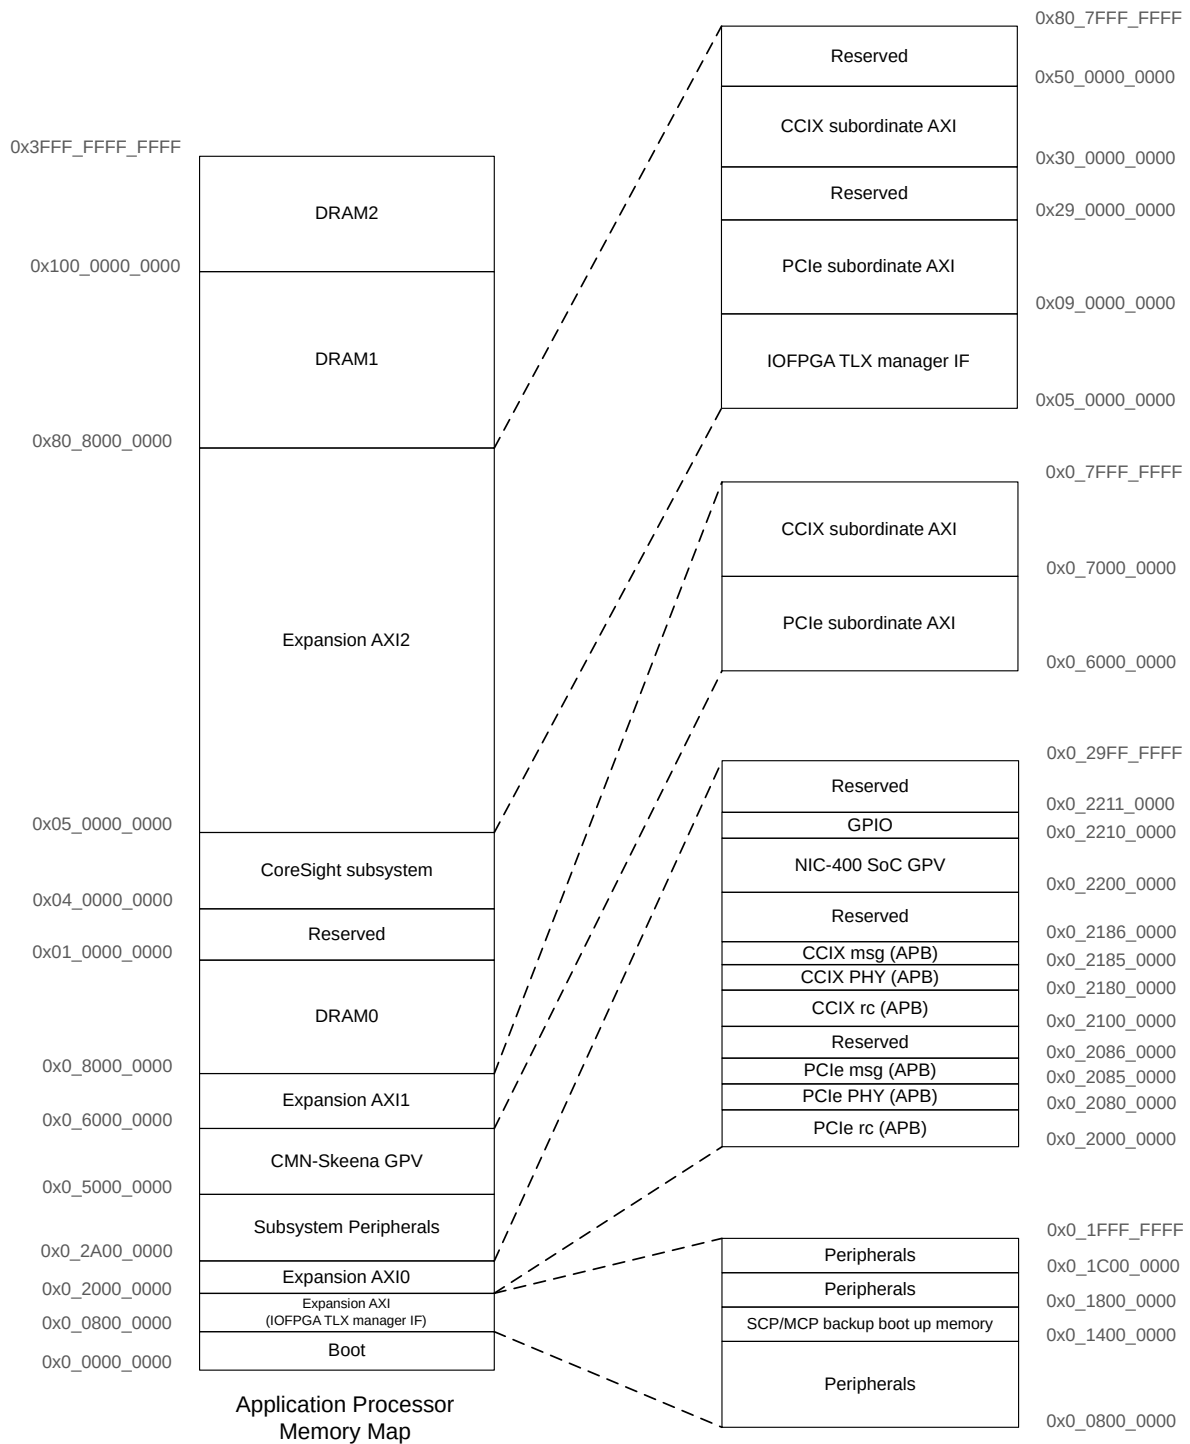 0x3FFF_FFFF_FFFF
DRAM2
0x100_0000_0000
DRAM1
0x80_8000_0000
Expansion AXI2
0x05_0000_0000
CoreSight subsystem
0x04_0000_0000
Reserved
0x01_0000_0000
DRAM0
0x0_8000_0000
Expansion AXI1
0x0_6000_0000
CMN-Skeena GPV
0x0_5000_0000
Subsystem Peripherals
0x0_2A00_0000
Expansion AXI0
0x0_2000_0000
Expansion AXI
(IOFPGA TLX manager IF)
0x0_0800_0000
Boot
0x0_0000_0000
Application Processor
Memory Map
0x80_7FFF_FFFF
Reserved
0x50_0000_0000
CCIX subordinate AXI
0x30_0000_0000
Reserved
0x29_0000_0000
PCIe subordinate AXI
0x09_0000_0000
IOFPGA TLX manager IF
0x05_0000_0000
0x0_7FFF_FFFF
CCIX subordinate AXI
0x0_7000_0000
PCIe subordinate AXI
0x0_6000_0000
0x0_29FF_FFFF
Reserved
0x0_2211_0000
GPIO
0x0_2210_0000
NIC-400 SoC GPV
0x0_2200_0000
Reserved
0x0_2186_0000
CCIX msg (APB)
0x0_2185_0000
CCIX PHY (APB)
0x0_2180_0000
CCIX rc (APB)
0x0_2100_0000
Reserved
0x0_2086_0000
PCIe msg (APB)
0x0_2085_0000
PCIe PHY (APB)
0x0_2080_0000
PCIe rc (APB)
0x0_2000_0000
0x0_1FFF_FFFF
Peripherals
0x0_1C00_0000
Peripherals
0x0_1800_0000
SCP/MCP backup boot up memory
0x0_1400_0000
Peripherals
0x0_0800_0000